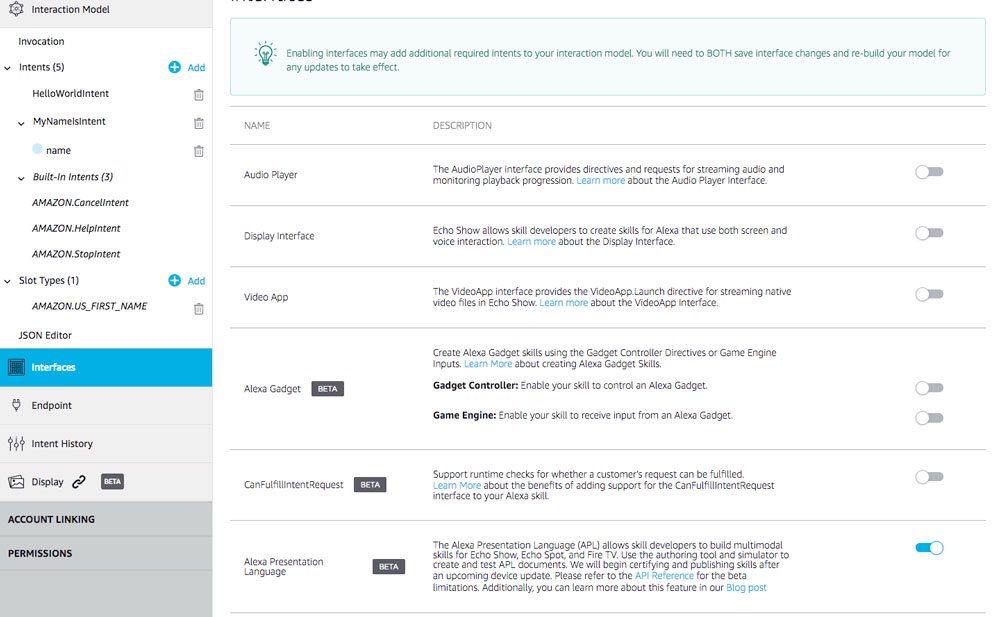 Interaction Model
Invocation
Intents (5)
Add
HelloWorldIntent
MyNameIsIntent
name
Built-In Intents (3)
AMAZON.CancelIntent
AMAZON.HelpIntent
AMAZON.StopIntent
Slot Types (1)
Add
AMAZON.US_FIRST_NAME
JSON Editor
Interfaces
Endpoint
Intent History
Display
BETA
ACCOUNT LINKING
PERMISSIONS
Enabling interfaces may add additional required intents to your interaction model. You will need to BOTH save interface changes and re-build your model for
any updates to take effect.
NAME
DESCRIPTION
Audio Player
The AudioPlayer interface provides directives and requests for streaming audio and
monitoring playback progression. Learn more about the Audio Player Interface.
Display Interface
Echo Show allows skill developers to create skills for Alexa that use both screen and
voice interaction. Learn more about the Display Interface.
Video App
The VideoApp interface provides the VideoApp.Launch directive for streaming native
video files in Echo Show. Learn more about the VideoApp Interface.
Alexa Gadget
BETA
Create Alexa Gadget skills using the Gadget Controller Directives or Game Engine
Inputs. Learn More about creating Alexa Gadget Skills.
Gadget Controller: Enable your skill to control an Alexa Gadget.
Game Engine: Enable your skill to receive input from an Alexa Gadget.
CanFulfillIntentRequest
BETA
Support runtime checks for whether a customer's request can be fulfilled.
Learn More about the benefits of adding support for the CanFulfillIntentRequest
interface to your Alexa skill.
Alexa Presentation
Language
BETA
The Alexa Presentation Language (APL) allows skill developers to build multimodal
skills for Echo Show, Echo Spot, and Fire TV. Use the authoring tool and simulator to
create and test APL documents. We will begin certifying and publishing skills after
an upcoming device update. Please refer to the API Reference for the beta
limitations. Additionally, you can learn more about this feature in our Blog post